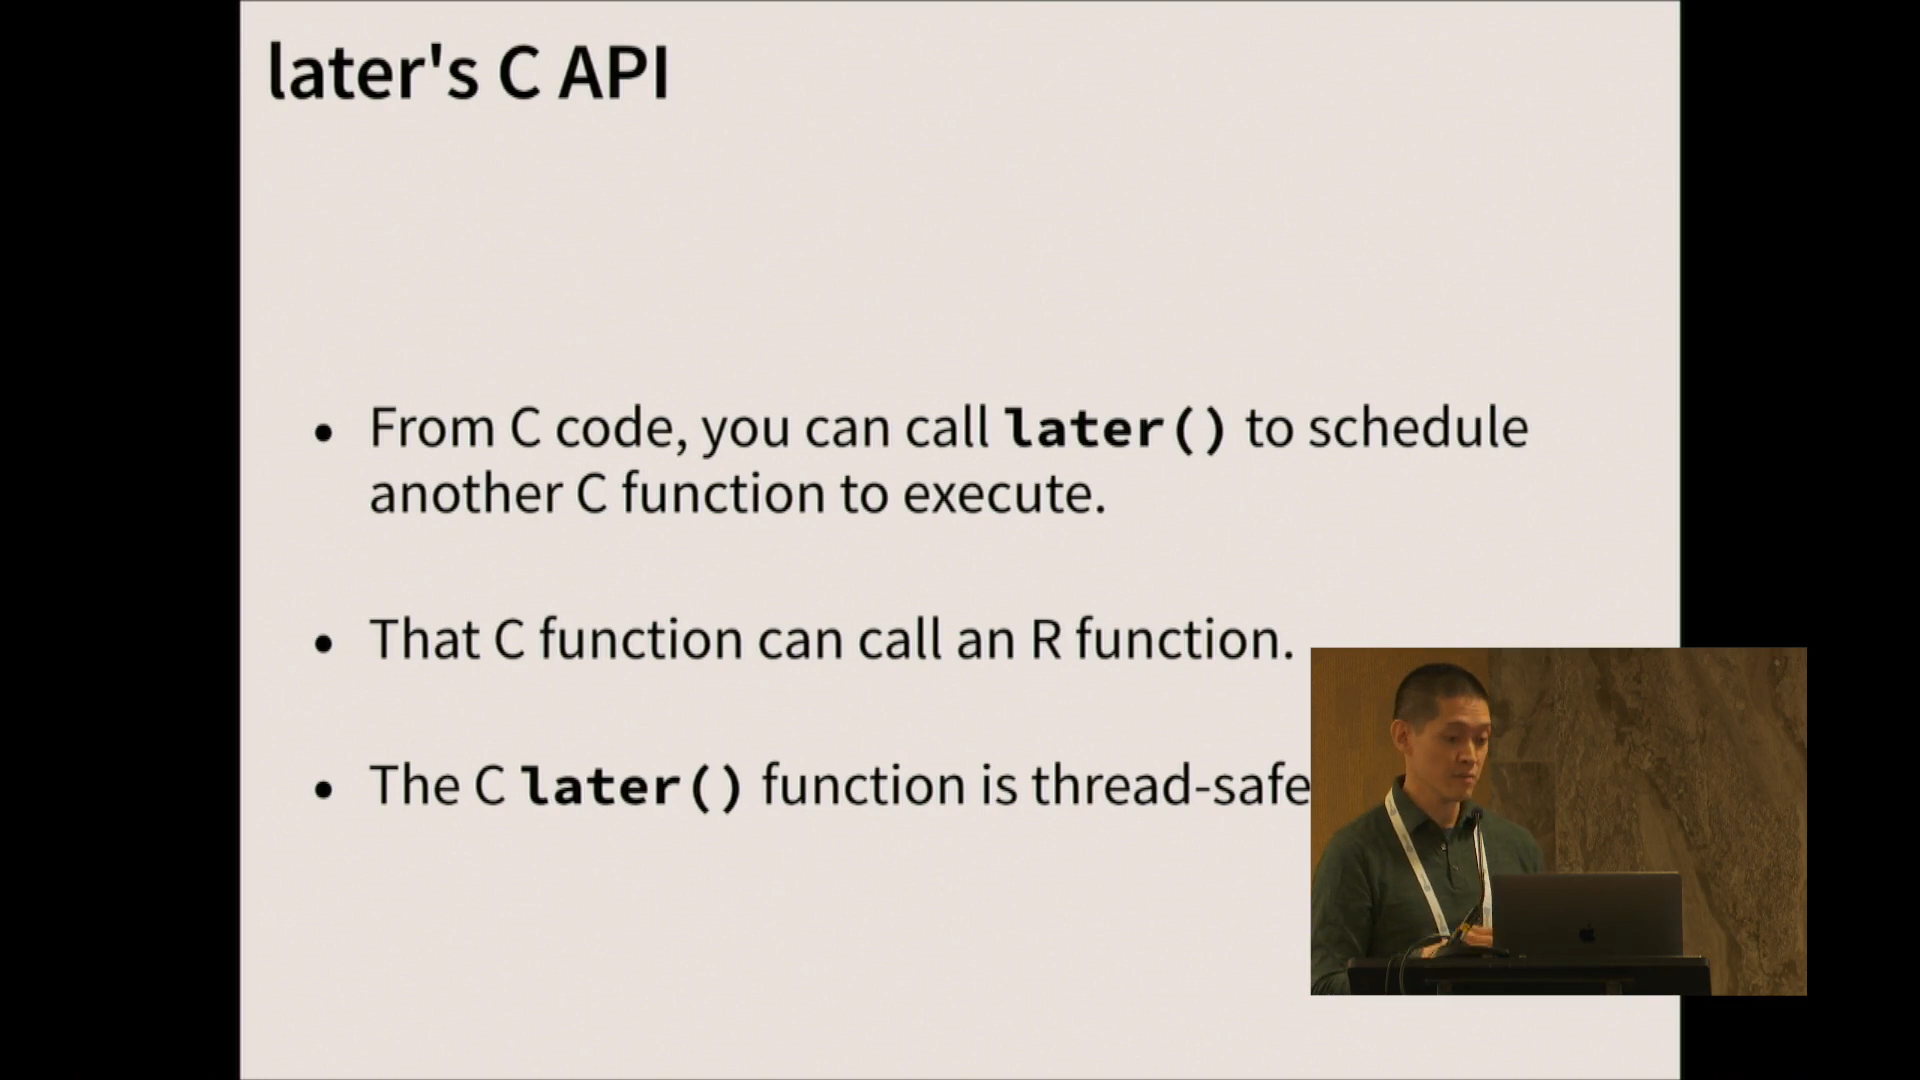 later's C API
• From C code, you can call later() to schedule
another C function to execute.
• That C function can call an R function.
• The C later() function is thread-safe